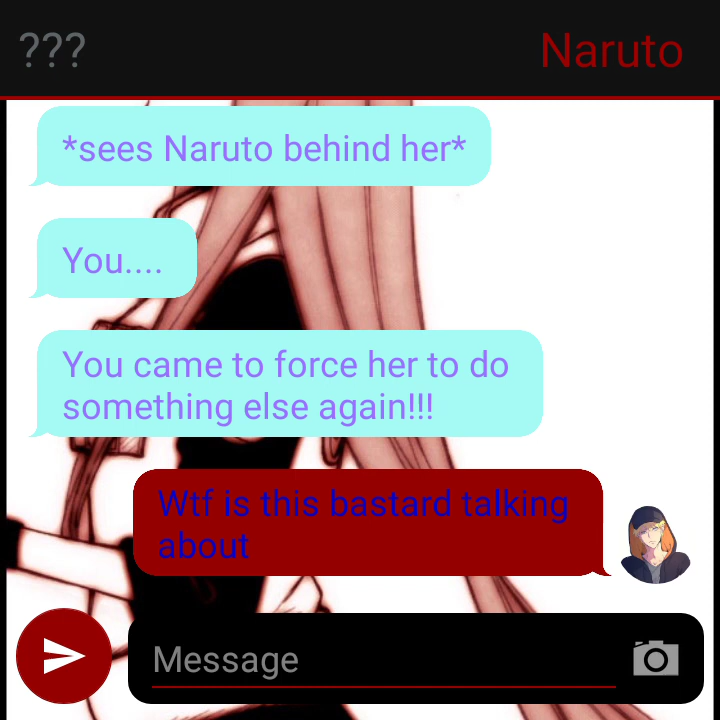 ???
Naruto
*sees Naruto behind her*
You....
You came to force her to do
something else again!!!
Wtf is this bastard talking
about
Message